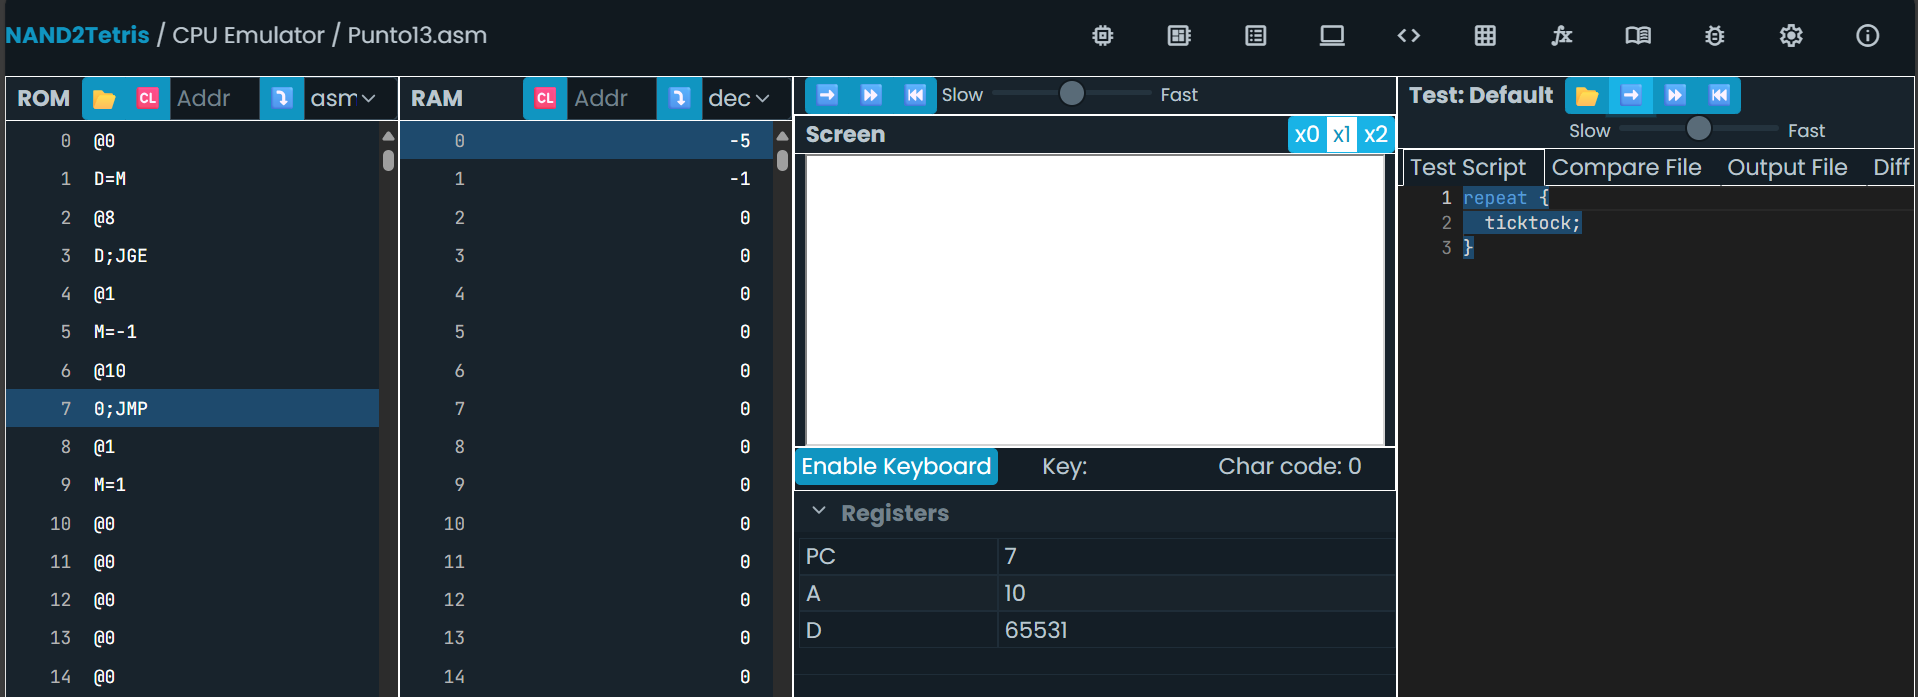 NAND2Tetris / CPU Emulator / Punto13.asm
ROM CL Addr asm
0 @0
1 D=M
2 @8
3 D;JGE
4 @1
5 M=-1
6 @10
7 0;JMP
8 @1
9 M=1
10 @0
11 @0
12 @0
13 @0
14 @0
RAM CL Addr dec
0 -5
1 -1
2 0
3 0
4 0
5 0
6 0
7 0
8 0
9 0
10 0
11 0
12 0
13 0
14 0
Slow Fast
Screen x0 x1 x2
Enable Keyboard Key: Char code: 0
Registers
PC 7
A 10
D 65531
Test: Default
Slow Fast
Test Script Compare File Output File Diff
1 repeat {
2 ticktock;
3 }